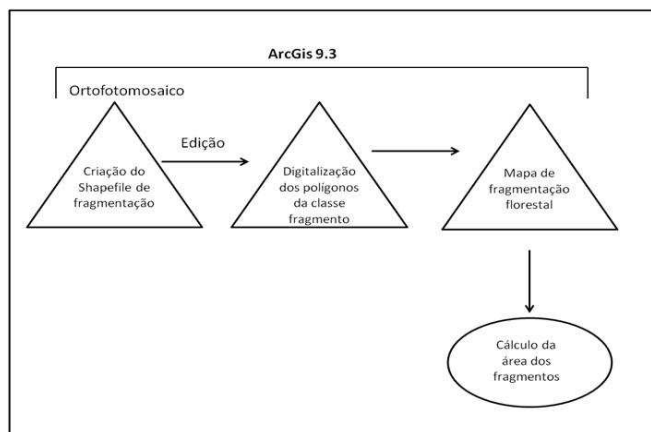 ArcGis 9.3
Ortofotomosaico
Criação do
Shapefile de
fragmentação
Edição
Digitalização
dos polígonos
da classe
fragmento
Mapa de
fragmentação
florestal
Cálculo da
área dos
fragmentos